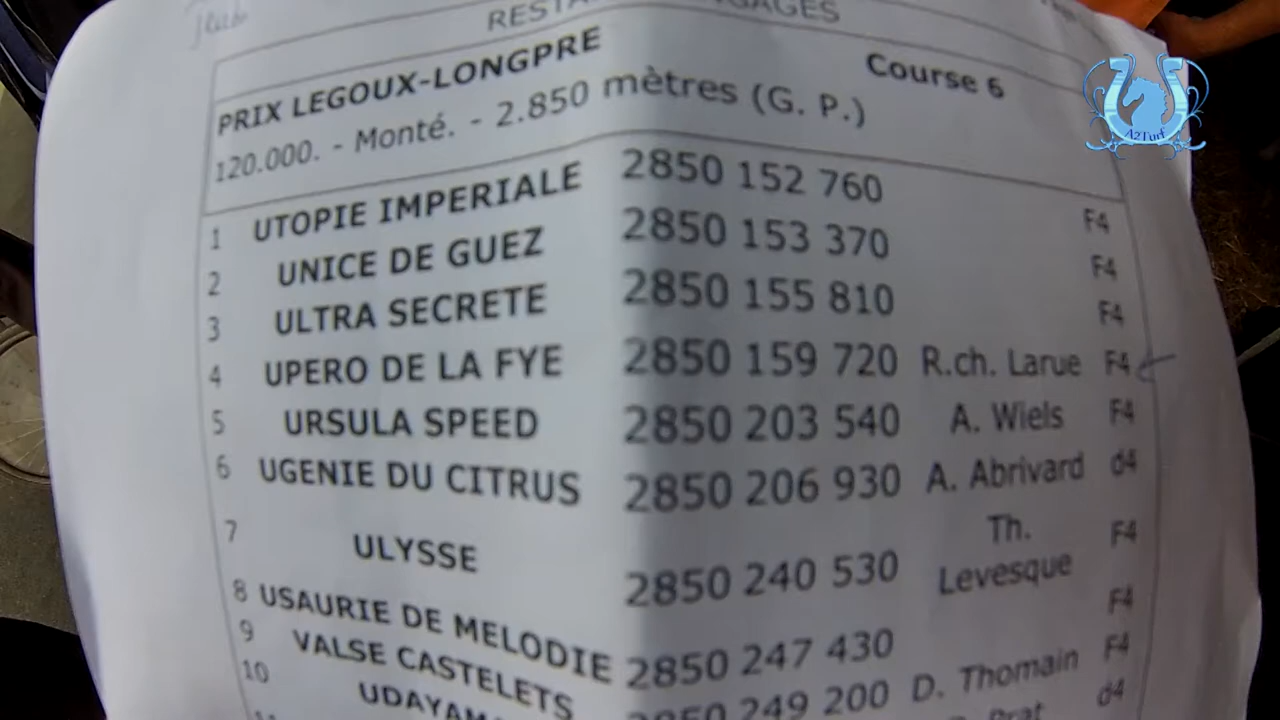 PRIX LEGOUX-LONGPRE Course 6
120.000. - Monté. - 2.850 mètres (G. P.)
1 UTOPIE IMPERIALE 2850 152 760 F4
2 UNICE DE GUEZ 2850 153 370 F4
3 ULTRA SECRETE 2850 155 810 F4
4 UPERO DE LA FYE 2850 159 720 R.ch. Larue F4
5 URSULA SPEED 2850 203 540 A. Wiels F4
6 UGENIE DU CITRUS 2850 206 930 A. Abrivard d4
7 ULYSSE 2850 240 530 Th. Levesque F4
8 USAURIE DE MELODIE 2850 247 430 F4
9 VALSE CASTELETS 2850 249 200 D. Thomain F4
10 d4
A2Turf